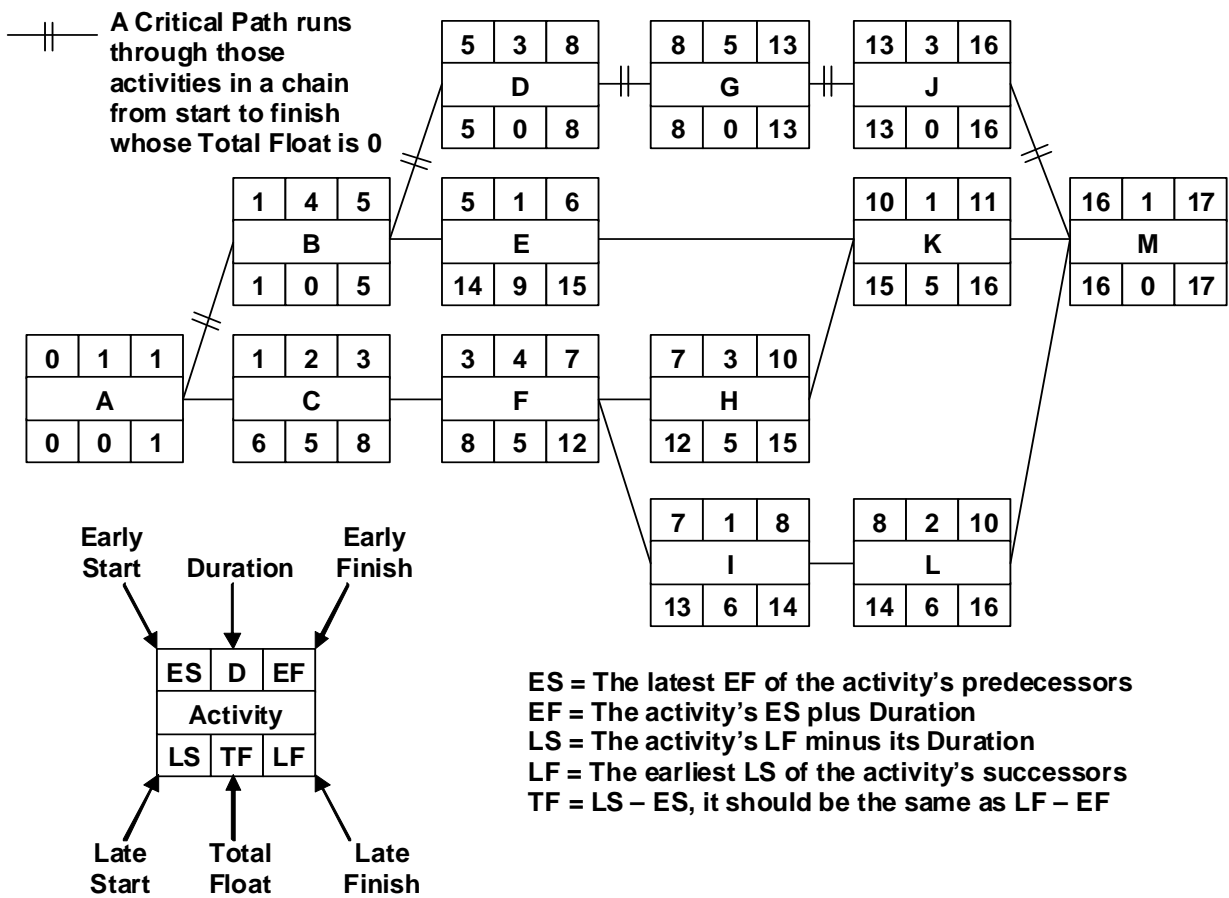 A Critical Path runs
through those
activities in a chain
from start to finish
whose Total Float is 0
5 3 8
D
5 0 8
8 5 13
G
8 0 13
13 3 16
J
13 0 16
1 4 5
B
1 0 5
5 1 6
E
14 9 15
10 1 11
K
15 5 16
16 1 17
M
16 0 17
0 1 1
A
0 0 1
1 2 3
C
6 5 8
3 4 7
F
8 5 12
7 3 10
H
12 5 15
7 1 8
I
13 6 14
8 2 10
L
14 6 16
Early
Start
Duration
Early
Finish
ES D EF
Activity
LS TF LF
Late
Start
Total
Float
Late
Finish
ES = The latest EF of the activity’s predecessors
EF = The activity’s ES plus Duration
LS = The activity’s LF minus its Duration
LF = The earliest LS of the activity’s successors
TF = LS – ES, it should be the same as LF – EF